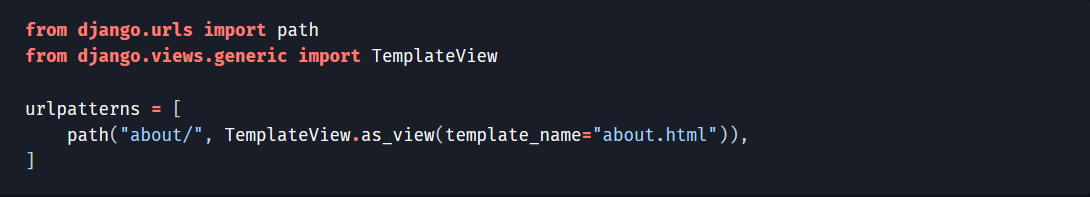 from django.urls import path
from django.views.generic import TemplateView

urlpatterns = [
    path("about/", TemplateView.as_view(template_name="about.html")),
]